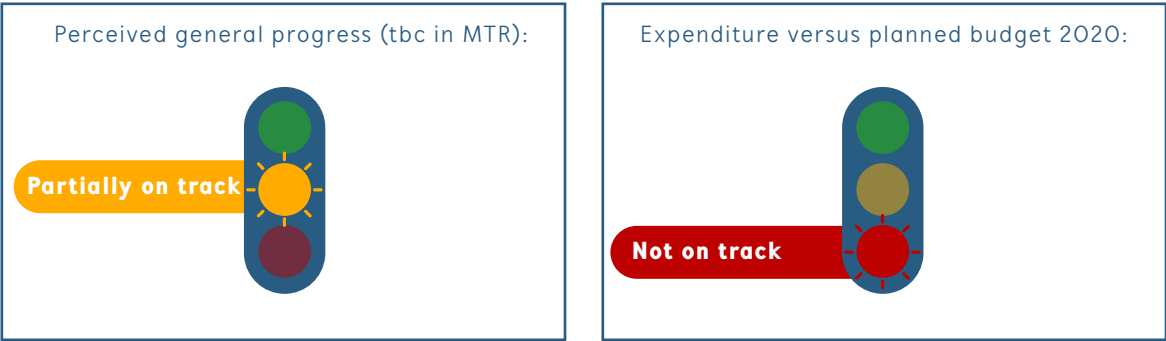 Perceived general progress (tbc in MTR):
Partially on track
Expenditure versus planned budget 2020:
Not on track